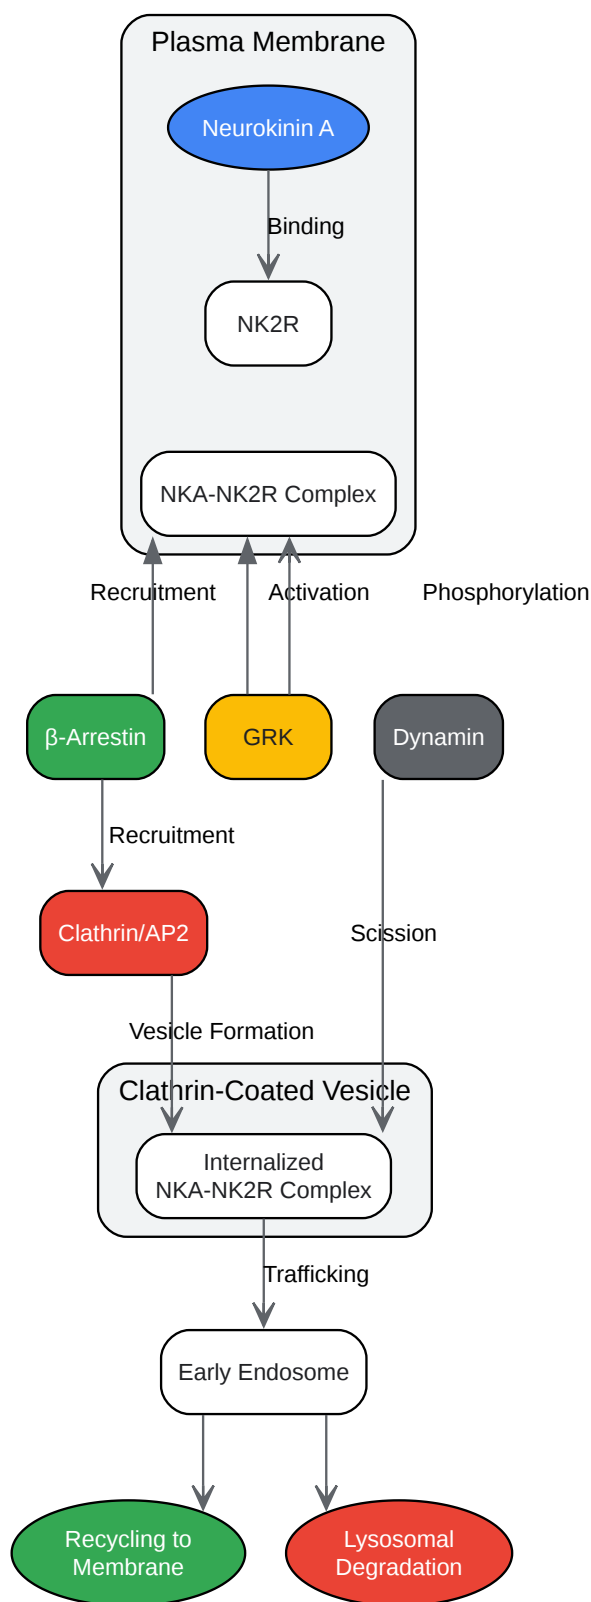 Plasma Membrane
Neurokinin A
Binding
NK2R
NKA-NK2R Complex
Recruitment
Activation
Phosphorylation
β-Arrestin
GRK
Dynamin
Recruitment
Clathrin/AP2
Scission
Vesicle Formation
Clathrin-Coated Vesicle
Internalized
NKA-NK2R Complex
Trafficking
Early Endosome
Recycling to
Membrane
Lysosomal
Degradation